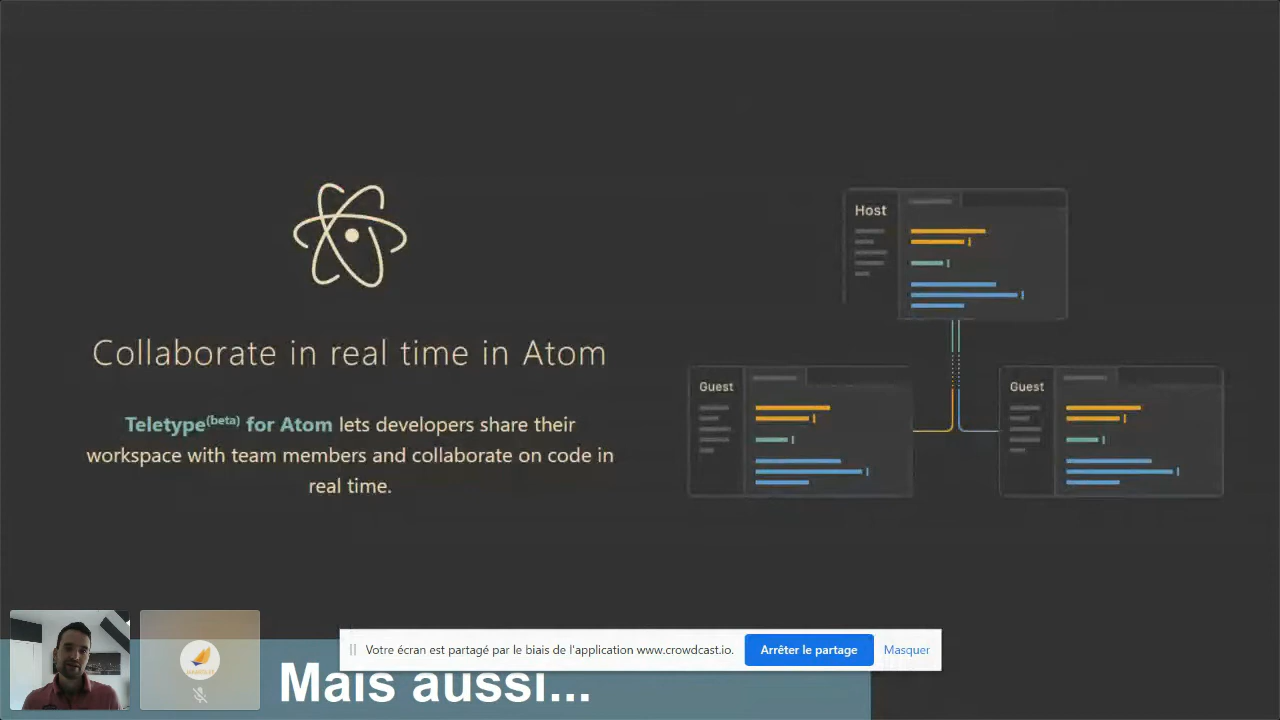 Host
Collaborate in real time in Atom
Guest
Guest
Teletype(beta) for Atom lets developers share their
workspace with team members and collaborate on code in
real time.
Votre écran est partagé par le biais de l'application www.crowdcast.io.
Arrêter le partage
Masquer
Mais aussi...